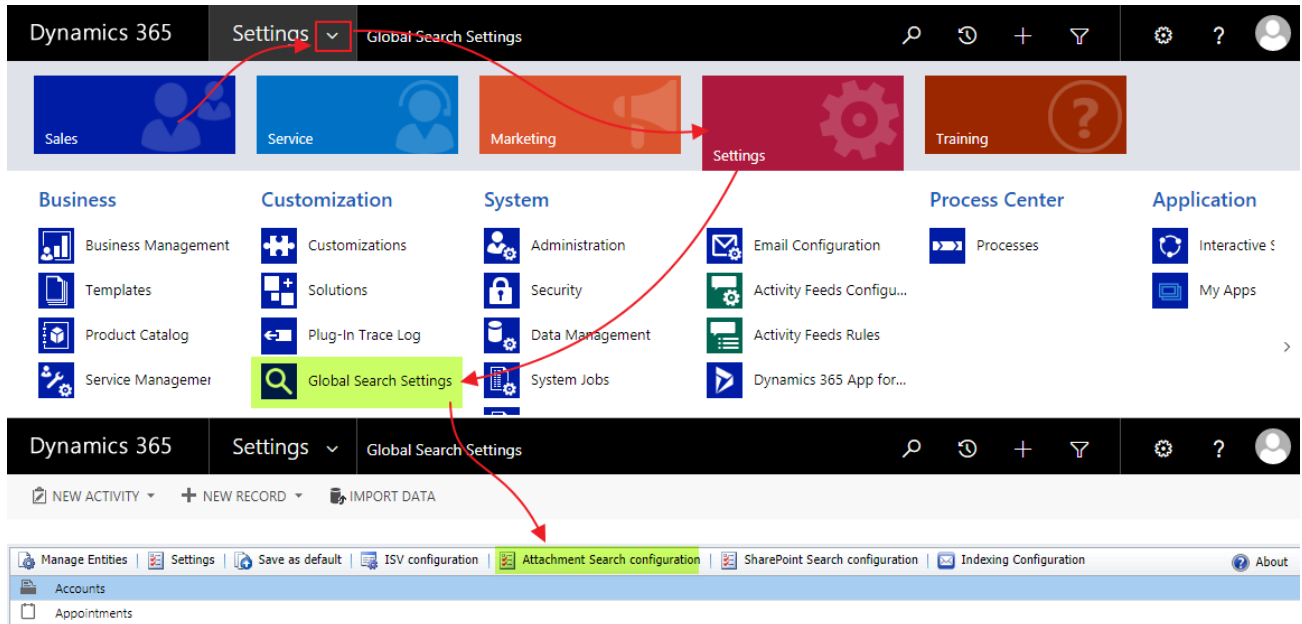 Dynamics 365 Settings Global Search Settings ?
Sales Service Marketing Settings Training ?
Business Customization System Process Center Application
Business Management Customizations Administration Email Configuration Processes Interactive S
Templates Solutions Security Activity Feeds Configu... My Apps
Product Catalog Plug-In Trace Log Data Management Activity Feeds Rules
Service Managemer Global Search Settings System Jobs Dynamics 365 App for...
Dynamics 365 Settings Global Search Settings ?
NEW ACTIVITY NEW RECORD IMPORT DATA
Manage Entities | Settings | Save as default | ISV configuration | Attachment Search configuration | SharePoint Search configuration | Indexing Configuration About
Accounts
Appointments